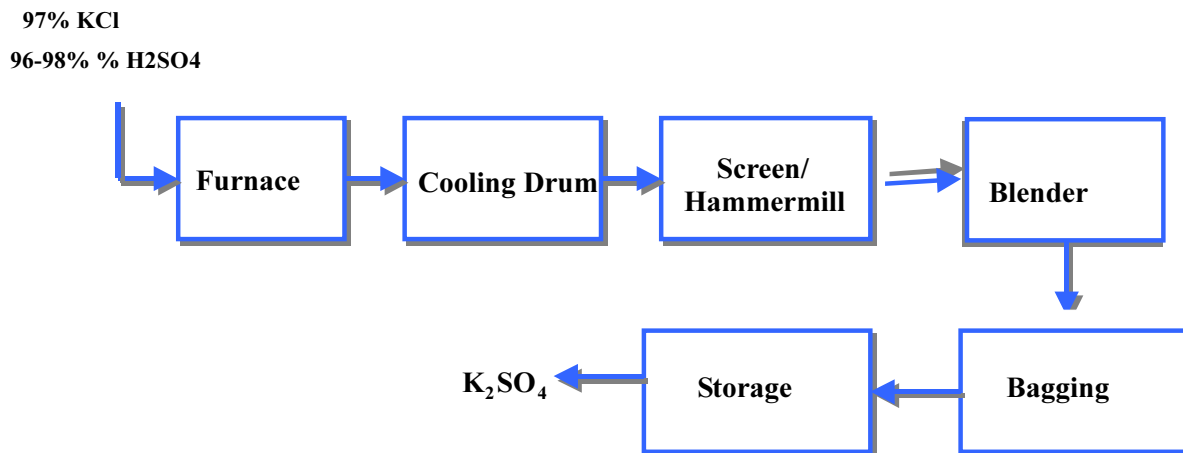 97% KCl
96-98% % H2SO4
Furnace
Cooling Drum
Screen/
Hammermill
Blender
K₂SO₄
Storage
Bagging